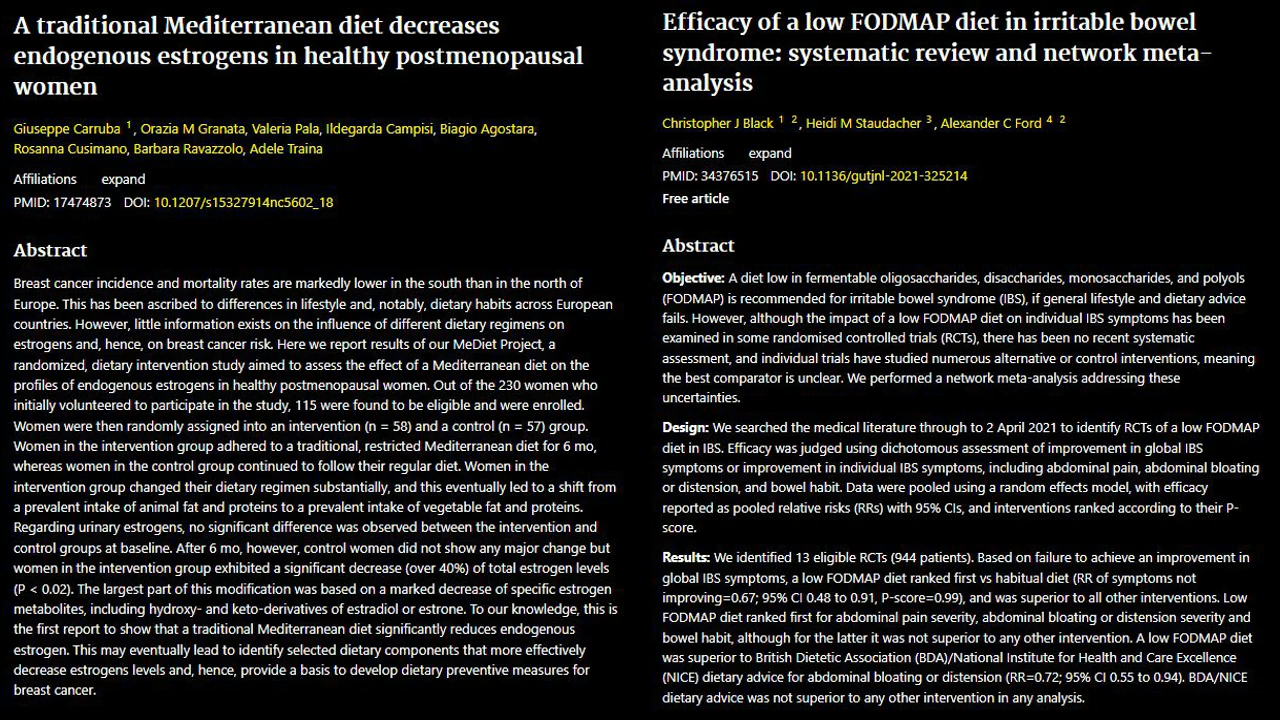 A traditional Mediterranean diet decreases
endogenous estrogens in healthy postmenopausal
women
Giuseppe Carruba 1, Orazia M Granata, Valeria Pala, Ildegarda Campisi, Biagio Agostara,
Rosanna Cusimano, Barbara Ravazzolo, Adele Traina
Affiliations expand
PMID: 17474873 DOI: 10.1207/s15327914nc5602_18
Abstract
Breast cancer incidence and mortality rates are markedly lower in the south than in the north of
Europe. This has been ascribed to differences in lifestyle and, notably, dietary habits across European
countries. However, little information exists on the influence of different dietary regimens on
estrogens and, hence, on breast cancer risk. Here we report results of our MeDiet Project, a
randomized, dietary intervention study aimed to assess the effect of a Mediterranean diet on the
profiles of endogenous estrogens in healthy postmenopausal women. Out of the 230 women who
initially volunteered to participate in the study, 115 were found to be eligible and were enrolled.
Women were then randomly assigned into an intervention (n = 58) and a control (n = 57) group.
Women in the intervention group adhered to a traditional, restricted Mediterranean diet for 6 mo,
whereas women in the control group continued to follow their regular diet. Women in the
intervention group changed their dietary regimen substantially, and this eventually led to a shift from
a prevalent intake of animal fat and proteins to a prevalent intake of vegetable fat and proteins.
Regarding urinary estrogens, no significant difference was observed between the intervention and
control groups at baseline. After 6 mo, however, control women did not show any major change but
women in the intervention group exhibited a significant decrease (over 40%) of total estrogen levels
(P < 0.02). The largest part of this modification was based on a marked decrease of specific estrogen
metabolites, including hydroxy- and keto-derivatives of estradiol or estrone. To our knowledge, this is
the first report to show that a traditional Mediterranean diet significantly reduces endogenous
estrogen. This may eventually lead to identify selected dietary components that more effectively
decrease estrogens levels and, hence, provide a basis to develop dietary preventive measures for
breast cancer.
Efficacy of a low FODMAP diet in irritable bowel
syndrome: systematic review and network meta-
analysis
Christopher J Black 1 2, Heidi M Staudacher 3, Alexander C Ford 4 2
Affiliations expand
PMID: 34376515 DOI: 10.1136/gutjnl-2021-325214
Free article
Abstract
Objective: A diet low in fermentable oligosaccharides, disaccharides, monosaccharides, and polyols
(FODMAP) is recommended for irritable bowel syndrome (IBS), if general lifestyle and dietary advice
fails. However, although the impact of a low FODMAP diet on individual IBS symptoms has been
examined in some randomised controlled trials (RCTs), there has been no recent systematic
assessment, and individual trials have studied numerous alternative or control interventions, meaning
the best comparator is unclear. We performed a network meta-analysis addressing these
uncertainties.
Design: We searched the medical literature through to 2 April 2021 to identify RCTs of a low FODMAP
diet in IBS. Efficacy was judged using dichotomous assessment of improvement in global IBS
symptoms or improvement in individual IBS symptoms, including abdominal pain, abdominal bloating
or distension, and bowel habit. Data were pooled using a random effects model, with efficacy
reported as pooled relative risks (RRs) with 95% CIs, and interventions ranked according to their P-
score.
Results: We identified 13 eligible RCTs (944 patients). Based on failure to achieve an improvement in
global IBS symptoms, a low FODMAP diet ranked first vs habitual diet (RR of symptoms not
improving=0.67; 95% CI 0.48 to 0.91, P-score=0.99), and was superior to all other interventions. Low
FODMAP diet ranked first for abdominal pain severity, abdominal bloating or distension severity and
bowel habit, although for the latter it was not superior to any other intervention. A low FODMAP diet
was superior to British Dietetic Association (BDA)/National Institute for Health and Care Excellence
(NICE) dietary advice for abdominal bloating or distension (RR=0.72; 95% CI 0.55 to 0.94). BDA/NICE
dietary advice was not superior to any other intervention in any analysis.